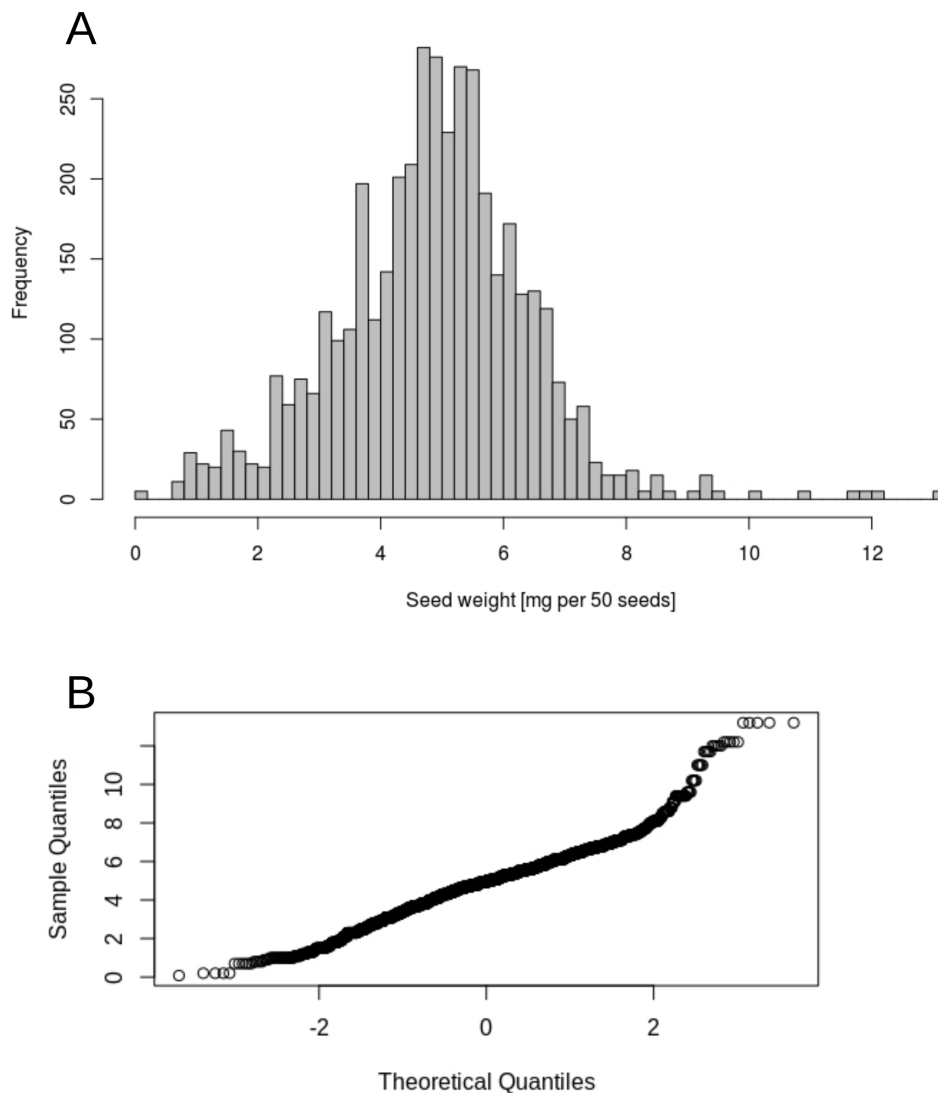 A
250
200
150
100
50
0
Frequency
0 2 4 6 8 10 12
Seed weight [mg per 50 seeds]
B
10
8
6
4
2
0
Sample Quantiles
-2 0 2
Theoretical Quantiles